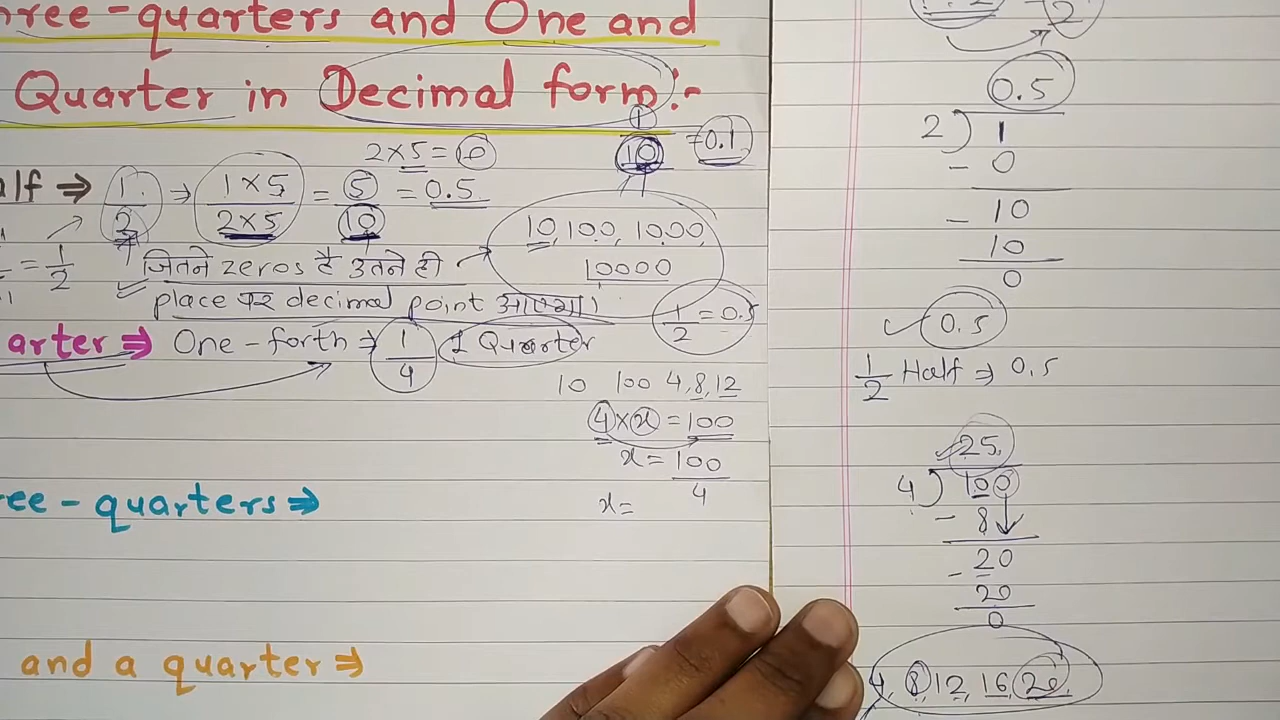 ree-quarters and One and
Quarter in Decimal form:-
2×5=10
1/10 =0.1
alf ⇒ 1/2 ⇒ 1×5/2×5 = 5/10 = 0.5
10,100,1000,
10000
= 1/2
जितने zeros है उतने ही
place पर decimal point आएगा।
1/2 = 0.5
arter ⇒ One-forth ⇒ 1/4 1 Quarter
10 100 4,8,12
4×x=100
x=100/4
x=
ree-quarters ⇒
and a quarter ⇒
2
0.5
2)1
- 0
- 10
10
0
0.5
1/2 Half ⇒ 0.5
25
4)100
- 8
- 20
20
0
4, 8, 12, 16, 20,